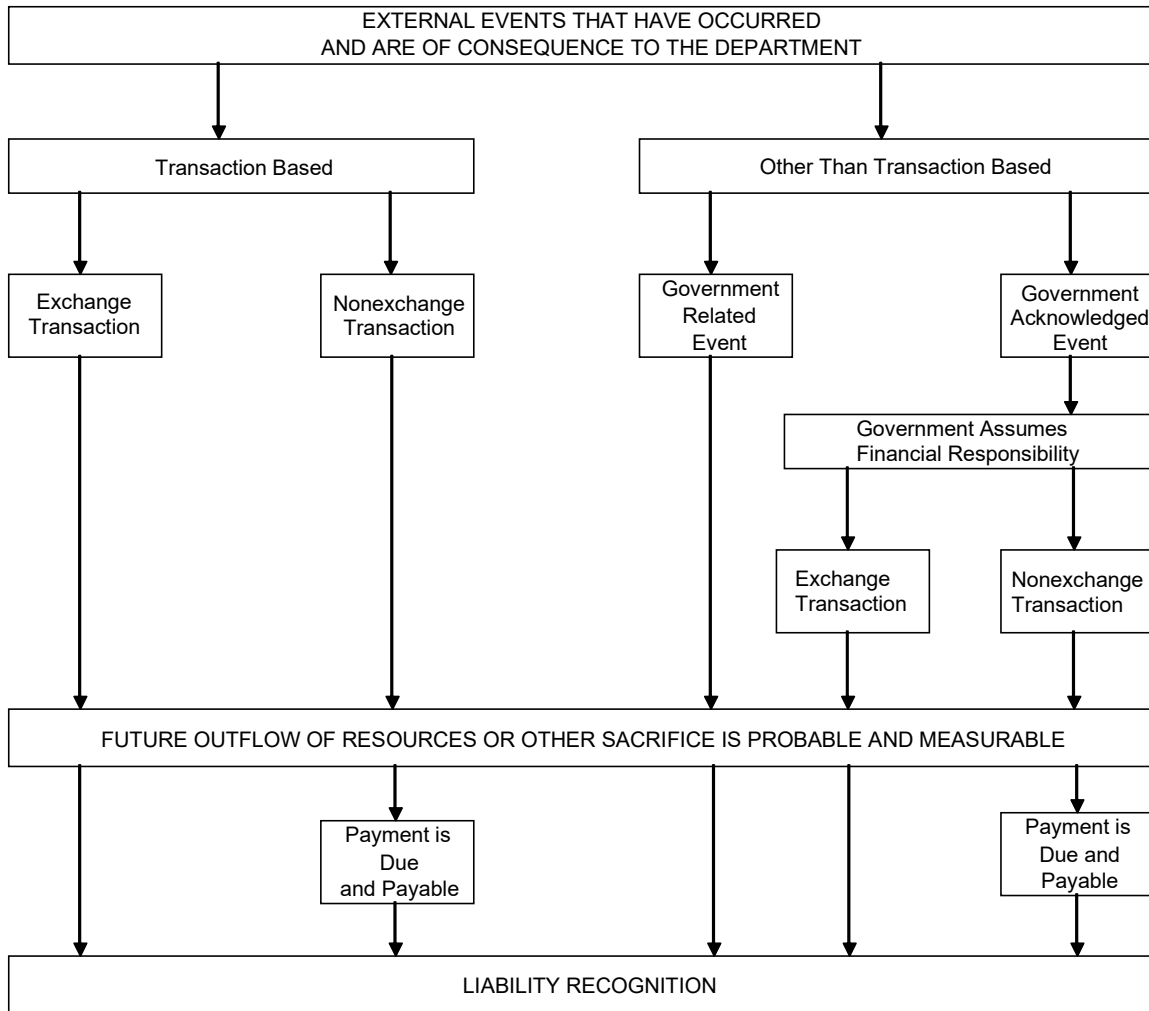 EXTERNAL EVENTS THAT HAVE OCCURRED
AND ARE OF CONSEQUENCE TO THE DEPARTMENT
Transaction Based
Other Than Transaction Based
Exchange
Transaction
Nonexchange
Transaction
Government
Related
Event
Government
Acknowledged
Event
Government Assumes
Financial Responsibility
Exchange
Transaction
Nonexchange
Transaction
FUTURE OUTFLOW OF RESOURCES OR OTHER SACRIFICE IS PROBABLE AND MEASURABLE
Payment is
Due
and Payable
Payment is
Due and
Payable
LIABILITY RECOGNITION